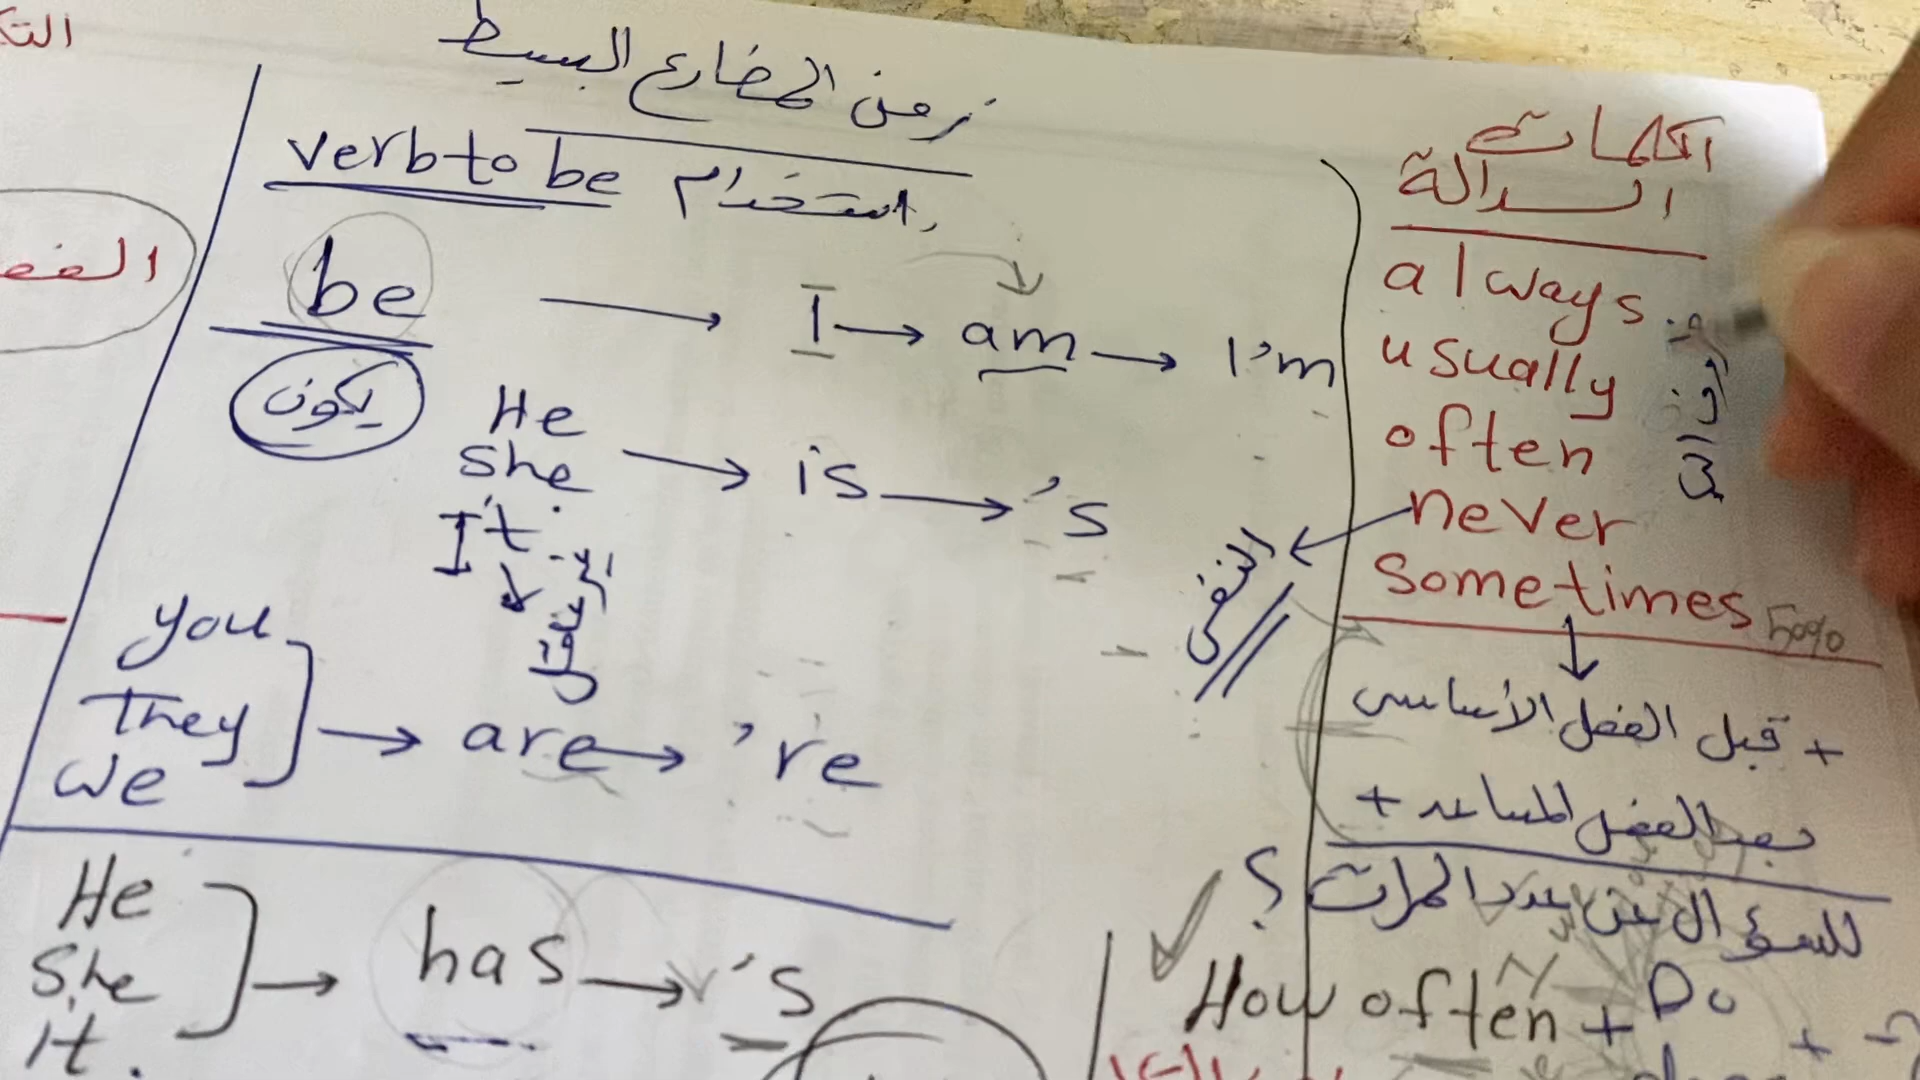 زمن المضارع البسيط
verb to be استخدام
be → I → am → I'm
يكون
He
She → is → 's
It
you
They → are → 're
we
He
She → has → 's
It.
الكلمات
الدالة
always
usually
often
never
النفي
Sometimes 50%
+ قبل الفعل الأساسى
بعد الفعل المساعد +
للسؤال عن عدد المرات ؟
How often + Do